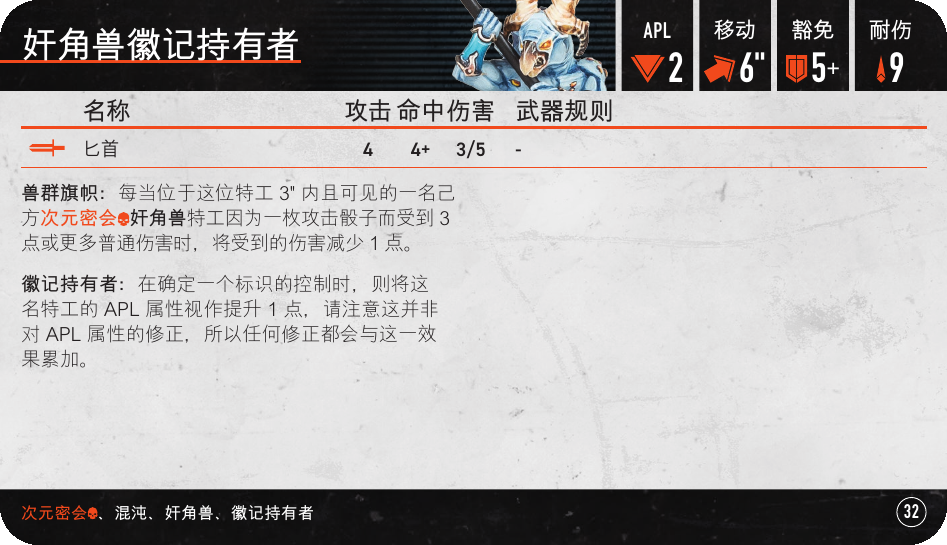 奸角兽徽记持有者
APL 移动 豁免 耐伤
2 6" 5+ 9
名称 攻击 命中 伤害 武器规则
匕首 4 4+ 3/5 -
兽群旗帜：每当位于这位特工 3" 内且可见的一名己
方次元密会奸角兽特工因为一枚攻击骰子而受到 3
点或更多普通伤害时，将受到的伤害减少 1 点。
徽记持有者：在确定一个标识的控制时，则将这
名特工的 APL 属性视作提升 1 点，请注意这并非
对 APL 属性的修正，所以任何修正都会与这一效
果累加。
次元密会、混沌、奸角兽、徽记持有者
32